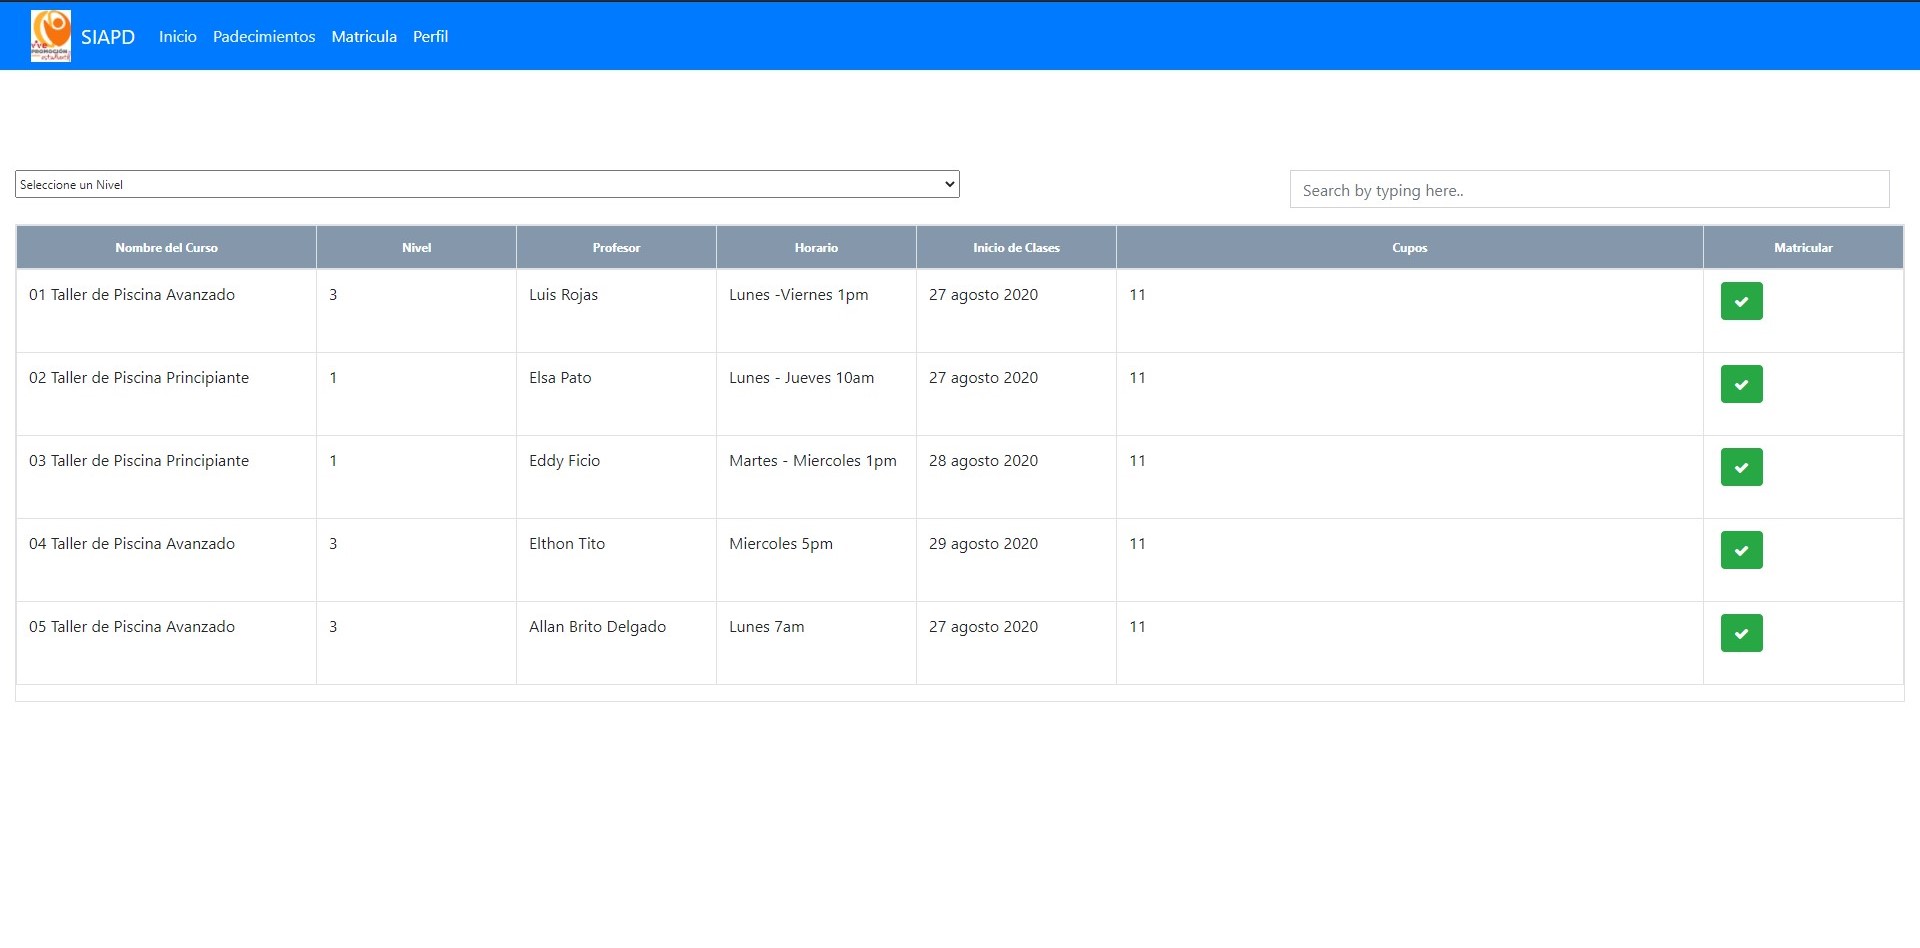 SIAPD Inicio Padecimientos Matricula Perfil
PROMOCIÓN
estudiantil
Seleccione un Nivel
Search by typing here..
Nombre del Curso Nivel Profesor Horario Inicio de Clases Cupos Matricular
01 Taller de Piscina Avanzado 3 Luis Rojas Lunes -Viernes 1pm 27 agosto 2020 11
02 Taller de Piscina Principiante 1 Elsa Pato Lunes - Jueves 10am 27 agosto 2020 11
03 Taller de Piscina Principiante 1 Eddy Ficio Martes - Miercoles 1pm 28 agosto 2020 11
04 Taller de Piscina Avanzado 3 Elthon Tito Miercoles 5pm 29 agosto 2020 11
05 Taller de Piscina Avanzado 3 Allan Brito Delgado Lunes 7am 27 agosto 2020 11